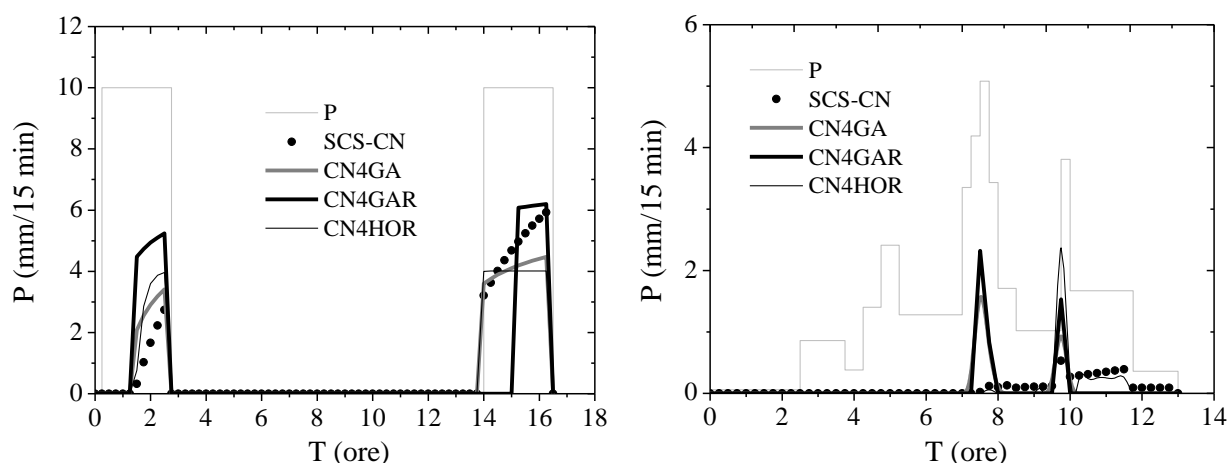 12
10
8
6
4
2
0
P (mm/15 min)
P
SCS-CN
CN4GA
CN4GAR
CN4HOR
0 2 4 6 8 10 12 14 16 18
T (ore)
6
4
2
0
P (mm/15 min)
P
SCS-CN
CN4GA
CN4GAR
CN4HOR
0 2 4 6 8 10 12 14
T (ore)